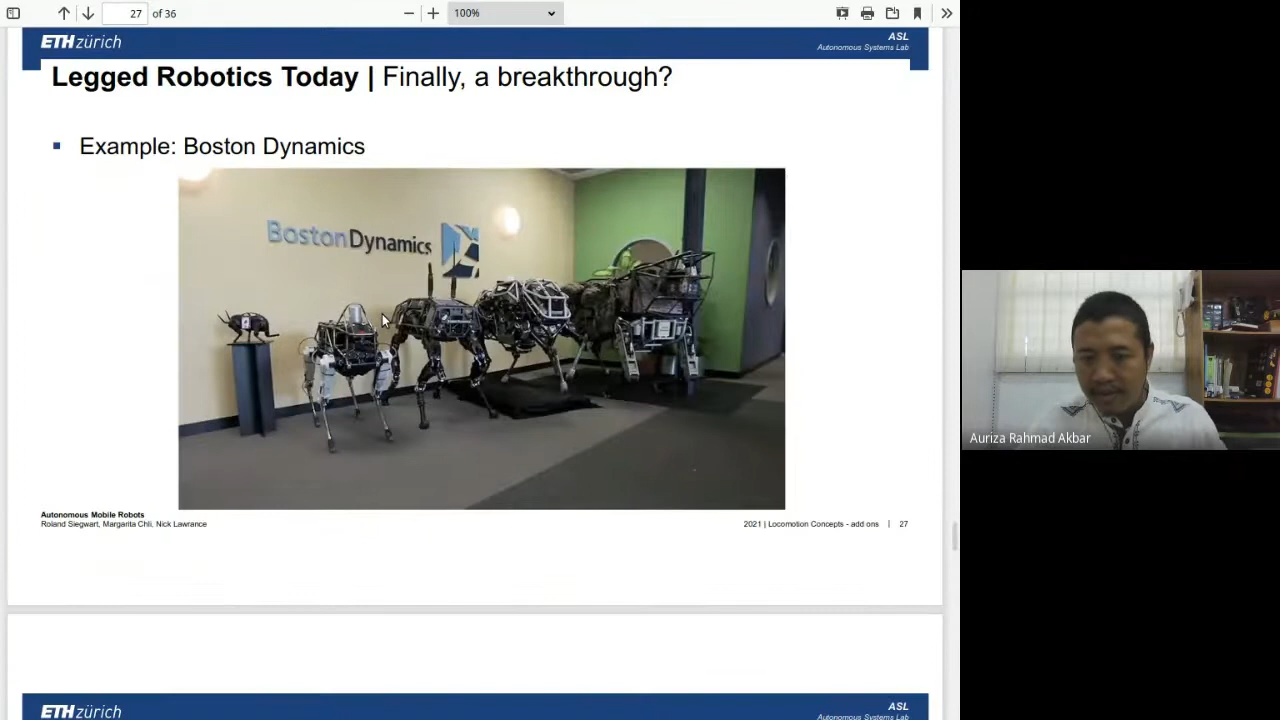 27
of 36
100%
ETH zürich
ASL
Autonomous Systems Lab
Legged Robotics Today | Finally, a breakthrough?
Example: Boston Dynamics
BostonDynamics
Auriza Rahmad Akbar
Autonomous Mobile Robots
Roland Siegwart, Margarita Chli, Nick Lawrance
2021 | Locomotion Concepts - add ons | 27
ETH zürich
ASL
Autonomous Systems Lab